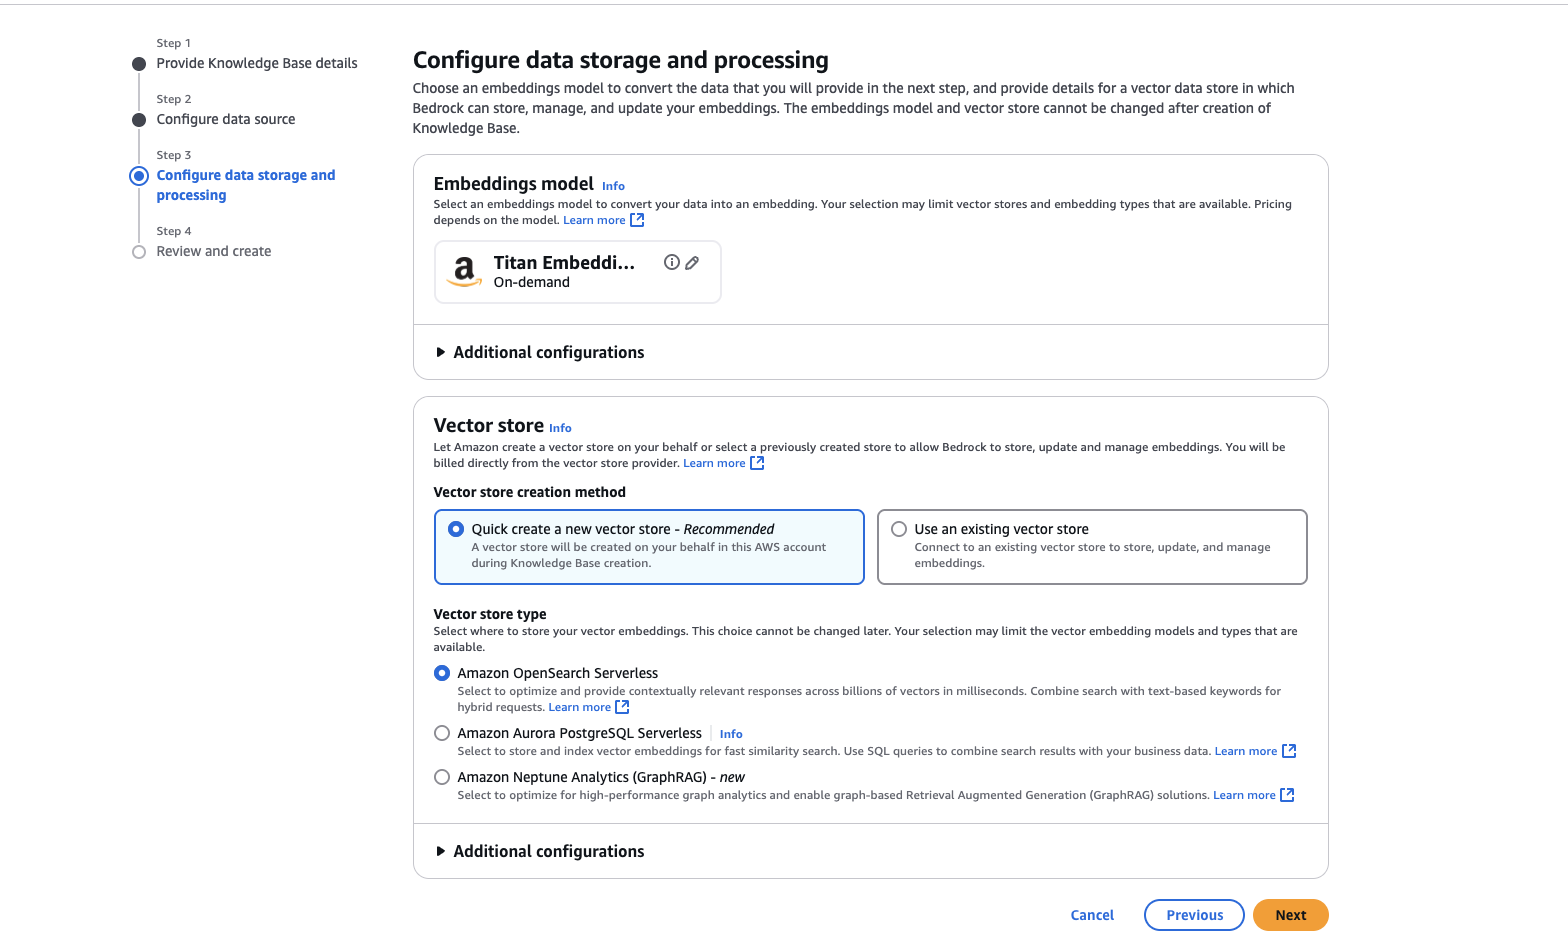 Step 1
Provide Knowledge Base details
Step 2
Configure data source
Step 3
Configure data storage and
processing
Step 4
Review and create
Configure data storage and processing
Choose an embeddings model to convert the data that you will provide in the next step, and provide details for a vector data store in which
Bedrock can store, manage, and update your embeddings. The embeddings model and vector store cannot be changed after creation of
Knowledge Base.
Embeddings model Info
Select an embeddings model to convert your data into an embedding. Your selection may limit vector stores and embedding types that are available. Pricing
depends on the model. Learn more
Titan Embeddi...
On-demand
Additional configurations
Vector store Info
Let Amazon create a vector store on your behalf or select a previously created store to allow Bedrock to store, update and manage embeddings. You will be
billed directly from the vector store provider. Learn more
Vector store creation method
Quick create a new vector store - Recommended
A vector store will be created on your behalf in this AWS account
during Knowledge Base creation.
Use an existing vector store
Connect to an existing vector store to store, update, and manage
embeddings.
Vector store type
Select where to store your vector embeddings. This choice cannot be changed later. Your selection may limit the vector embedding models and types that are
available.
Amazon OpenSearch Serverless
Select to optimize and provide contextually relevant responses across billions of vectors in milliseconds. Combine search with text-based keywords for
hybrid requests. Learn more
Amazon Aurora PostgreSQL Serverless Info
Select to store and index vector embeddings for fast similarity search. Use SQL queries to combine search results with your business data. Learn more
Amazon Neptune Analytics (GraphRAG) - new
Select to optimize for high-performance graph analytics and enable graph-based Retrieval Augmented Generation (GraphRAG) solutions. Learn more
Additional configurations
Cancel Previous Next